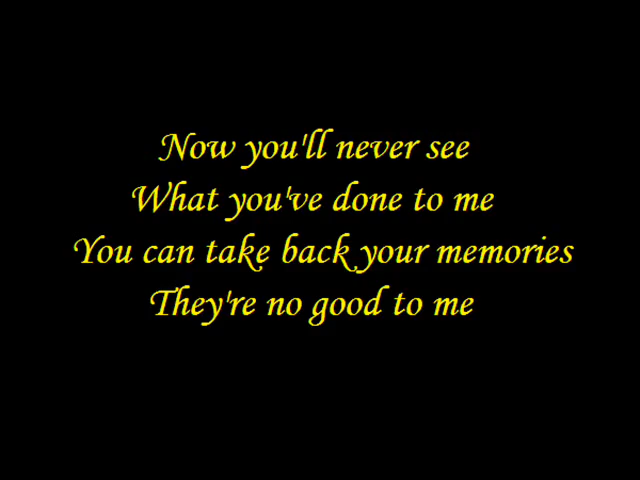 Now you'll never see
What you've done to me
You can take back your memories
They're no good to me